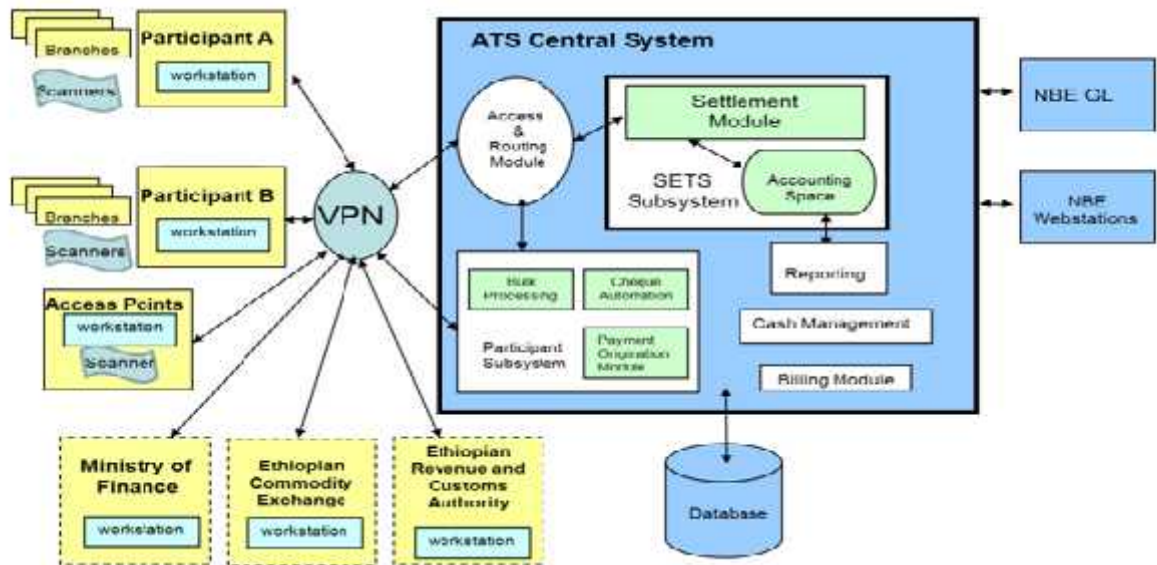 Branches
Scanners
Participant A
workstation
Branches
Scanners
Participant B
workstation
Access Points
workstation
Scanner
VPN
Ministry of
Finance
workstation
Ethiopian
Commodity
Exchange
workstation
Ethiopian
Revenue and
Customs
Authority
workstation
ATS Central System
Access
&
Routing
Module
Settlement
Module
SETS
Subsystem
Accounting
Space
Bulk
Processing
Cheque
Automation
Participant
Subsystem
Payment
Origination
Module
Reporting
Cash Management
Billing Module
Database
NBE GL
NBE
Webstations